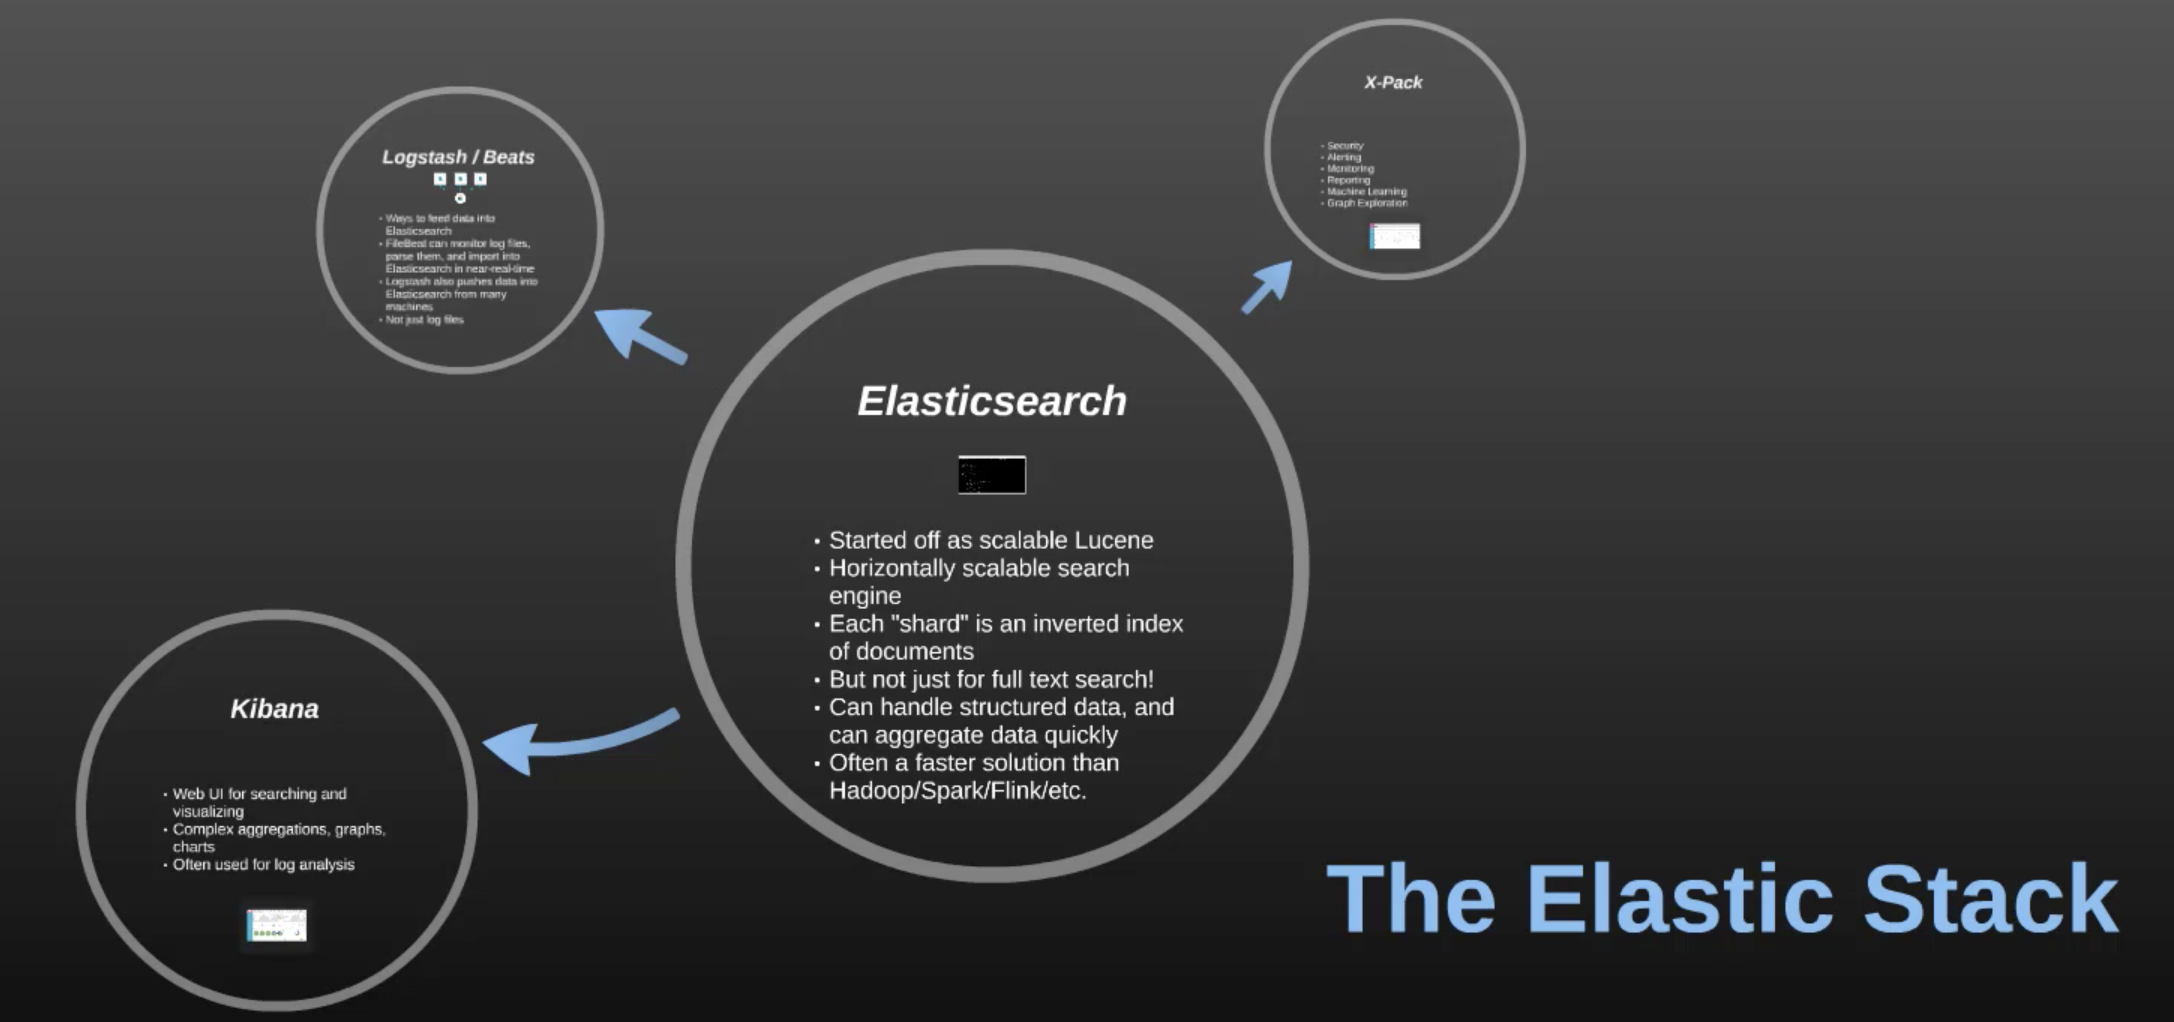 X-Pack
• Security
• Alerting
• Monitoring
• Reporting
• Machine Learning
• Graph Exploration
Logstash / Beats
• Ways to feed data into
Elasticsearch
• FileBeat can monitor log files,
parse them, and import into
Elasticsearch in near-real-time
• Logstash also pushes data into
Elasticsearch from many
machines
• Not just log files
Elasticsearch
• Started off as scalable Lucene
• Horizontally scalable search
engine
• Each "shard" is an inverted index
of documents
• But not just for full text search!
• Can handle structured data, and
can aggregate data quickly
• Often a faster solution than
Hadoop/Spark/Flink/etc.
Kibana
• Web UI for searching and
visualizing
• Complex aggregations, graphs,
charts
• Often used for log analysis
The Elastic Stack